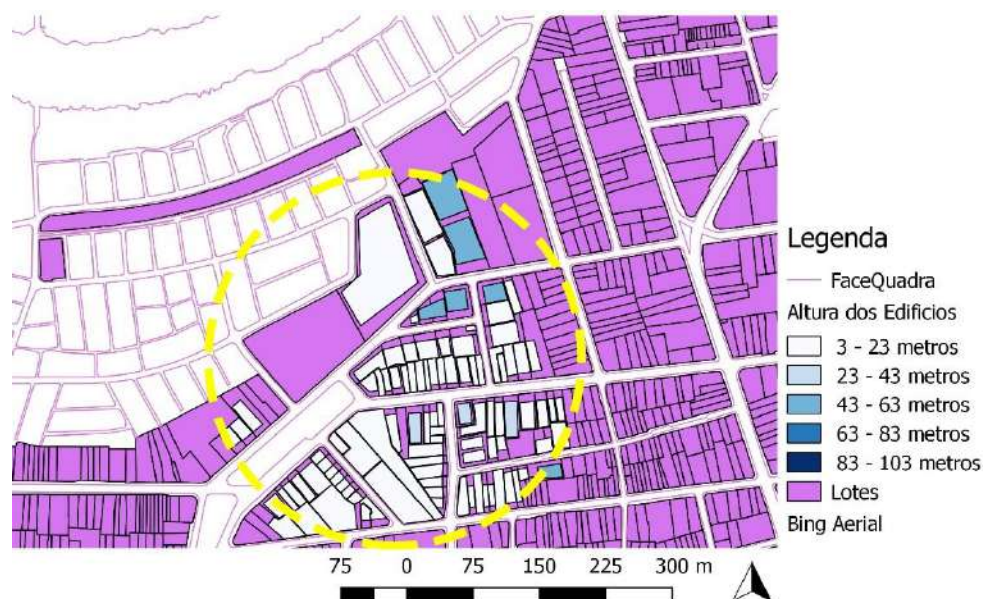 Legenda
FaceQuadra
Altura dos Edificios
3 - 23 metros
23 - 43 metros
43 - 63 metros
63 - 83 metros
83 - 103 metros
Lotes
Bing Aerial
75 0 75 150 225 300 m